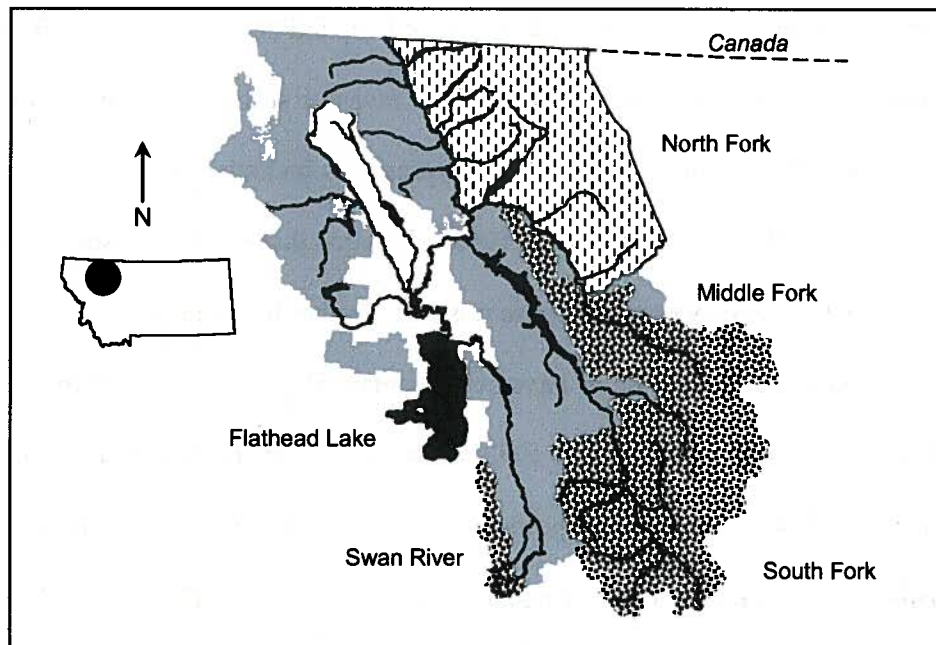 Canada
North Fork
N
Middle Fork
Flathead Lake
Swan River
South Fork